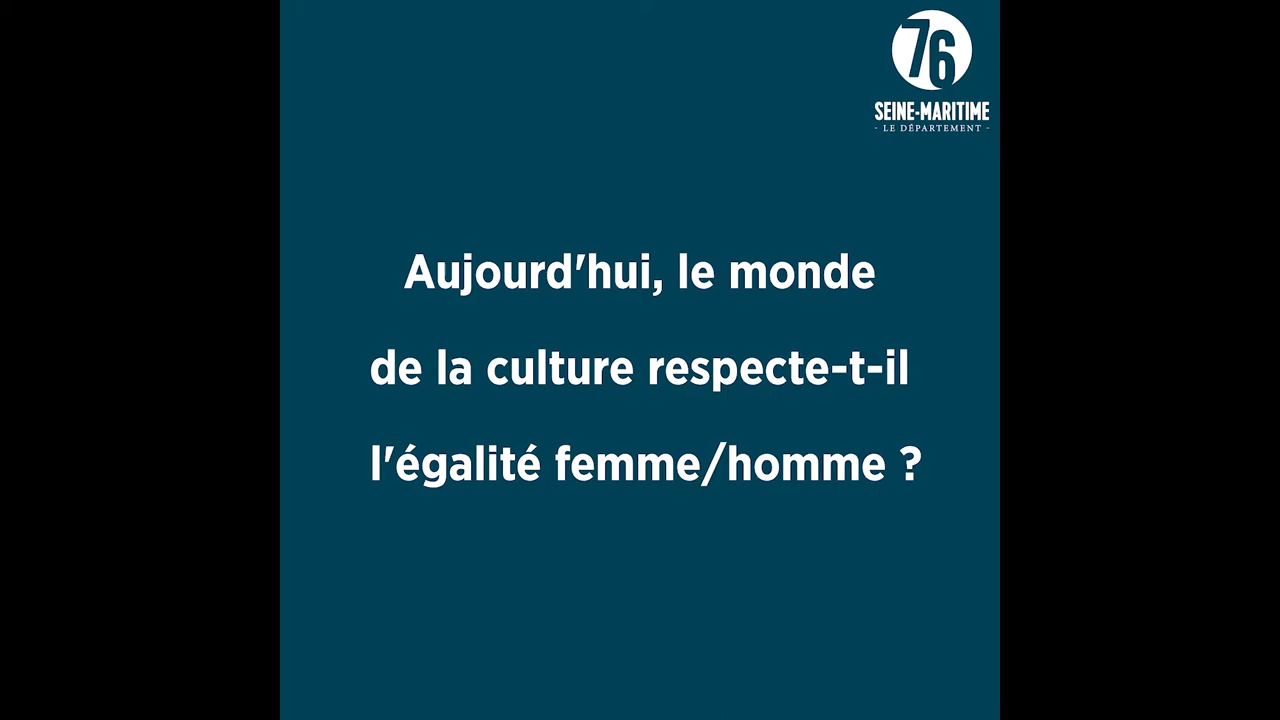 76
SEINE-MARITIME
- LE DÉPARTEMENT -
Aujourd'hui, le monde
de la culture respecte-t-il
l'égalité femme/homme ?